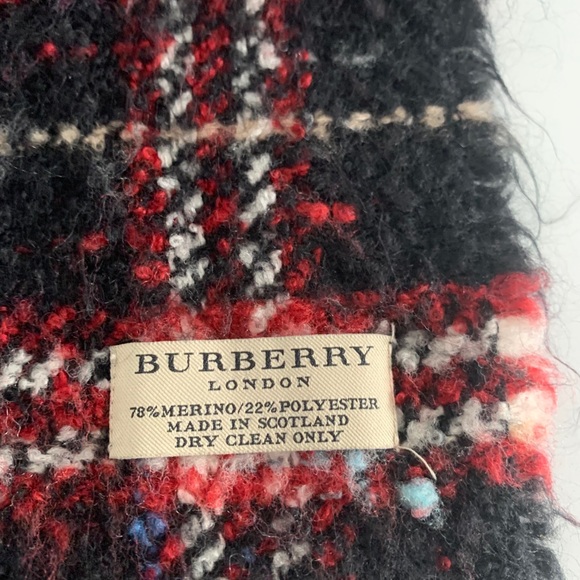 BURBERRY
LONDON
78%MERINO/22%POLYESTER
MADE IN SCOTLAND
DRY CLEAN ONLY